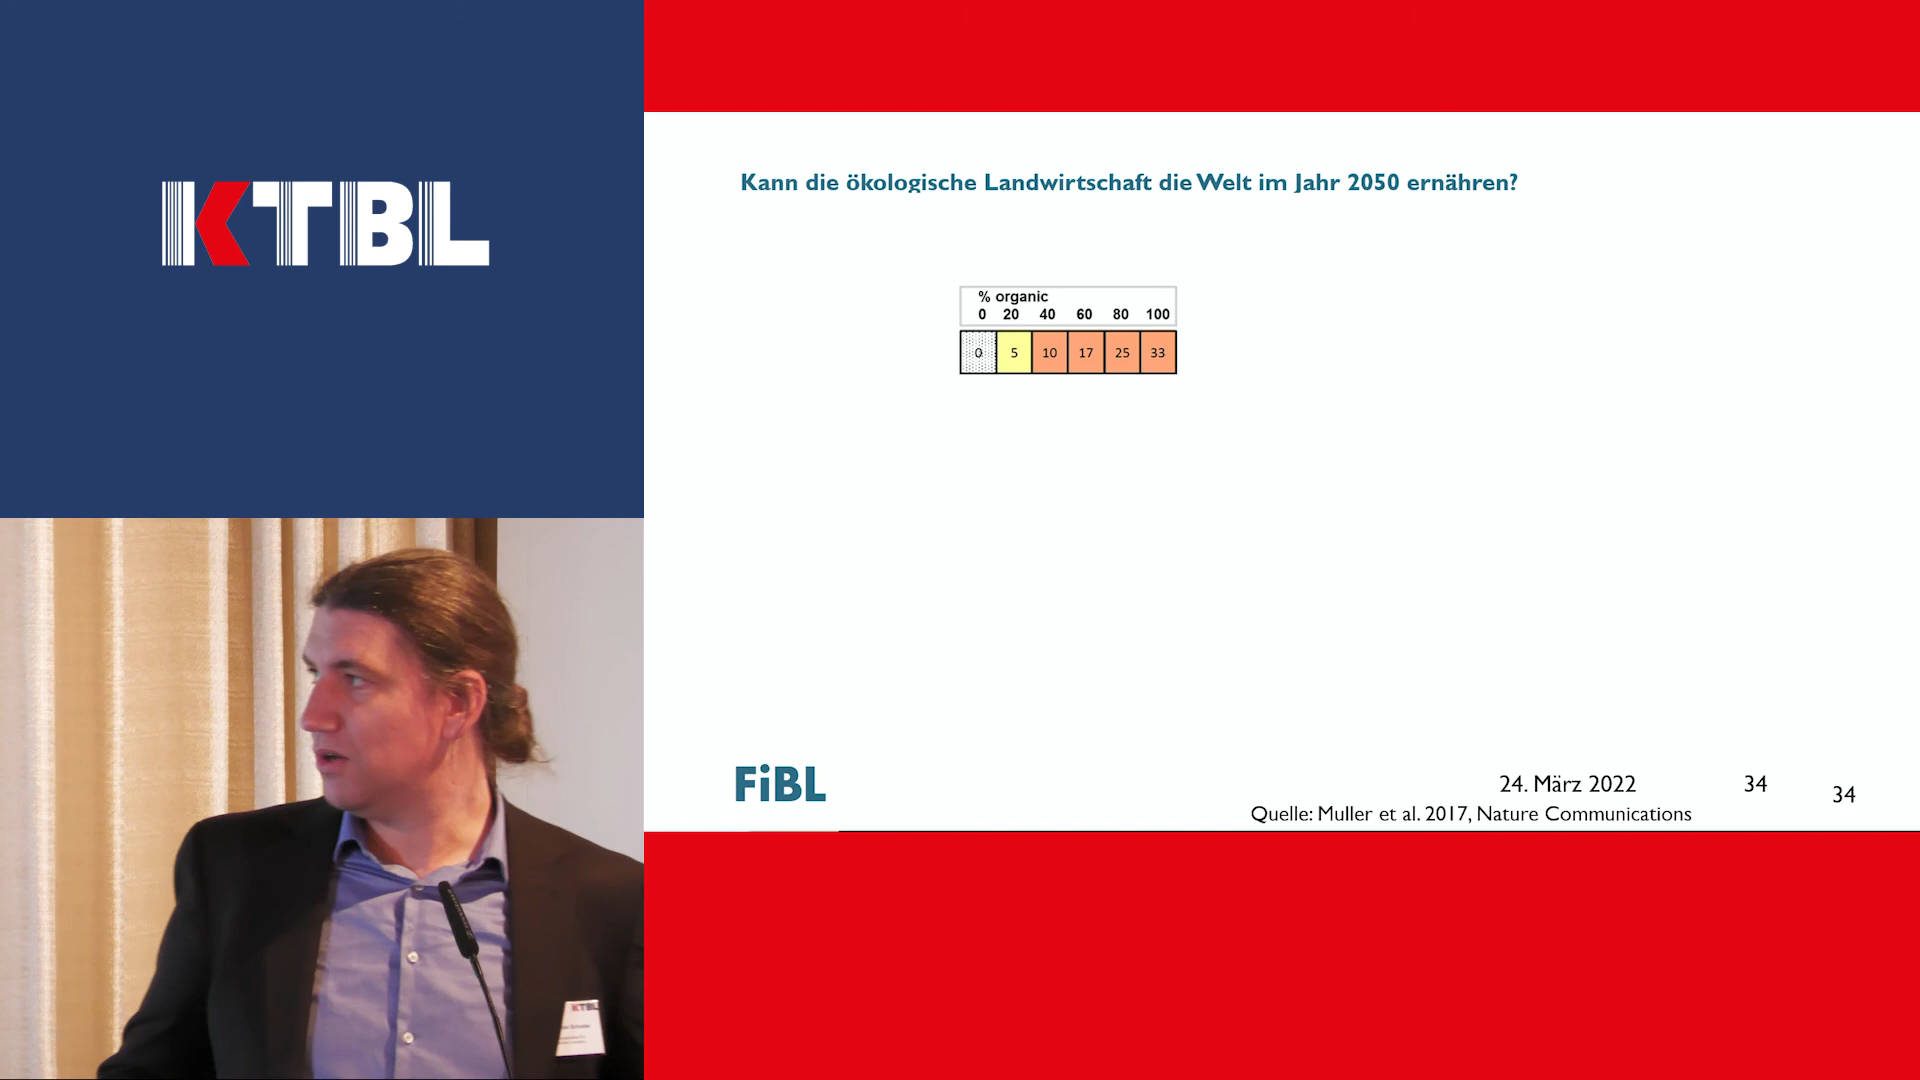 KTBL
Kann die ökologische Landwirtschaft die Welt im Jahr 2050 ernähren?
% organic
0 20 40 60 80 100
0 5 10 17 25 33
FiBL
24. März 2022
34
34
Quelle: Muller et al. 2017, Nature Communications
KTBL